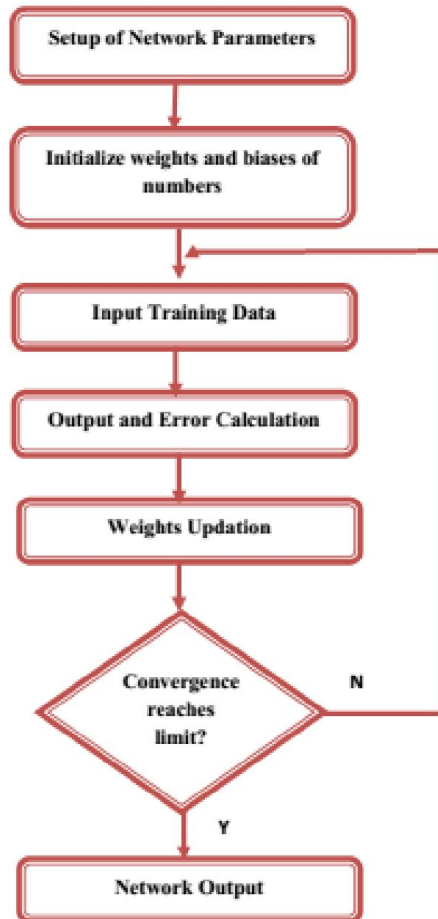 Setup of Network Parameters
Initialize weights and biases of
numbers
Input Training Data
Output and Error Calculation
Weights Updation
Convergence
reaches
limit?
N
Y
Network Output